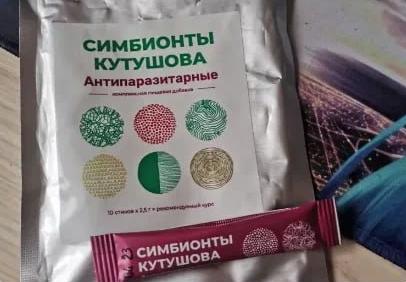 СИМБИОНТЫ
КУТУШОВА
Антипаразитарные
комплексная пищевая добавка
10 стиков х 2,5 г = рекомендуемый курс
СИМБИОНТЫ
КУТУШОВА